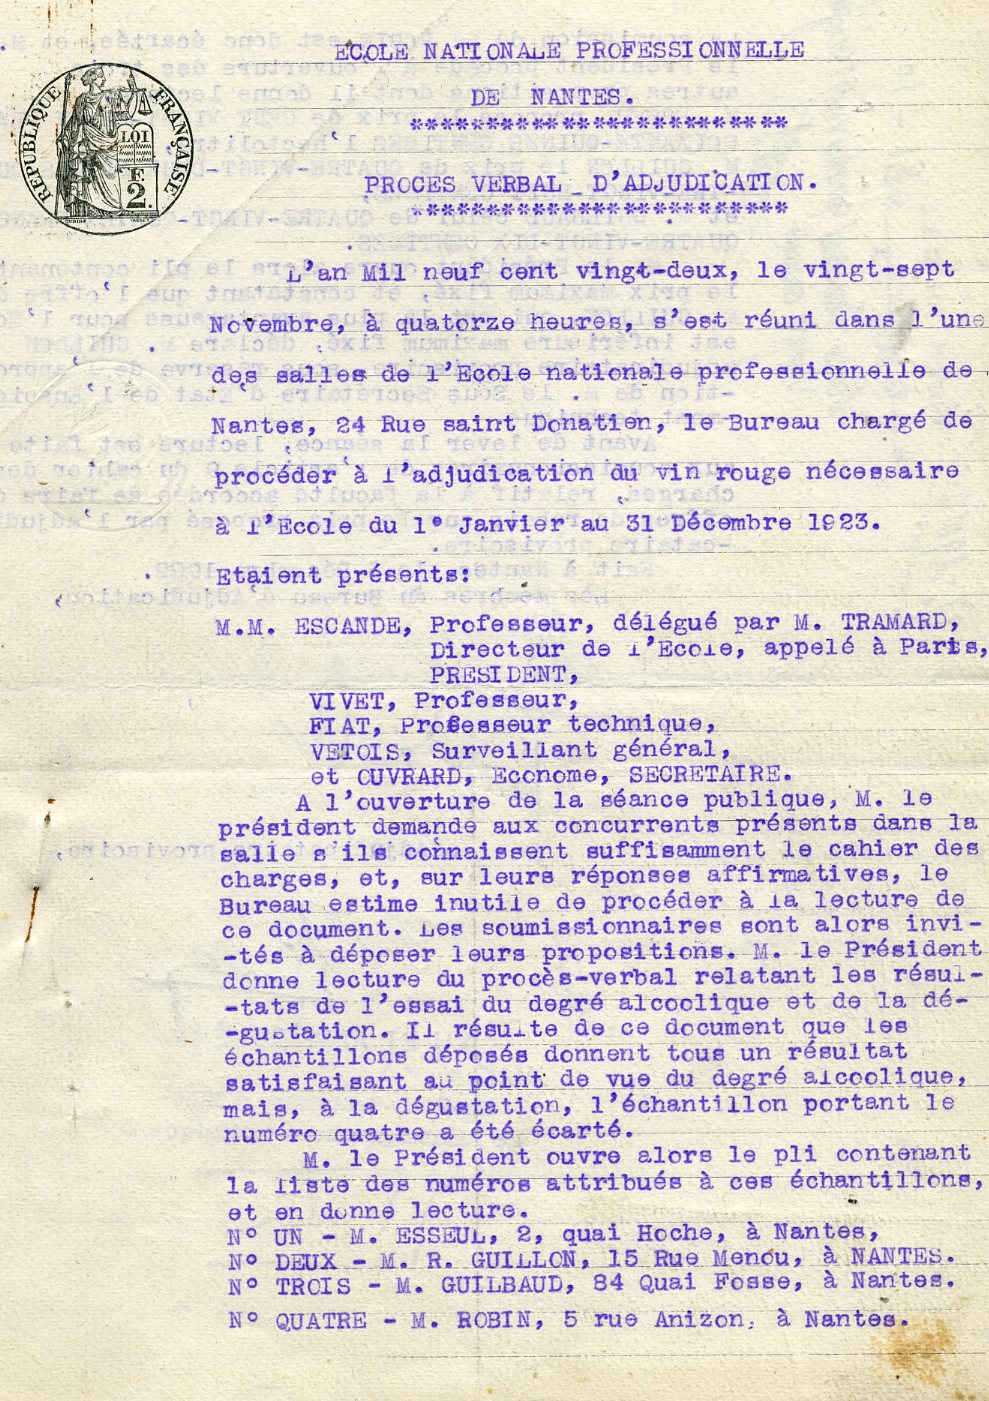 ECOLE NATIONALE PROFESSIONNELLE
DE NANTES.
*************************
PROCES VERBAL D'ADJUDICATION.
*************************
REPUBLIQUE FRANÇAISE
LOI
F
2.
L'an Mil neuf cent vingt-deux, le vingt-sept
Novembre, à quatorze heures, s'est réuni dans l'une
des salles de l'Ecole nationale professionnelle de
Nantes, 24 Rue saint Donatien, le Bureau chargé de
procéder à l'adjudication du vin rouge nécessaire
à l'Ecole du 1° Janvier au 31 Décembre 1923.
Etaient présents:
M.M. ESCANDE, Professeur, délégué par M. TRAMARD,
Directeur de l'Ecole, appelé à Paris,
PRESIDENT,
VIVET, Professeur,
FIAT, Professeur technique,
VETOIS, Surveillant général,
et OUVRARD, Econome, SECRETAIRE.
A l'ouverture de la séance publique, M. le
président demande aux concurrents présents dans la
salle s'ils connaissent suffisamment le cahier des
charges, et, sur leurs réponses affirmatives, le
Bureau estime inutile de procéder à la lecture de
ce document. Les soumissionnaires sont alors invi-
-tés à déposer leurs propositions. M. le Président
donne lecture du procès-verbal relatant les résul-
-tats de l'essai du degré alcoolique et de la dé-
-gustation. Il résulte de ce document que les
échantillons déposés donnent tous un résultat
satisfaisant au point de vue du degré alcoolique,
mais, à la dégustation, l'échantillon portant le
numéro quatre a été écarté.
M. le Président ouvre alors le pli contenant
la liste des numéros attribués à ces échantillons,
et en donne lecture.
N° UN - M. ESSEUL, 2, quai Hoche, à Nantes,
N° DEUX - M. R. GUILLON, 15 Rue Menou, à NANTES.
N° TROIS - M. GUILBAUD, 84 Quai Fosse, à Nantes.
N° QUATRE - M. ROBIN, 5 rue Anizon, à Nantes.